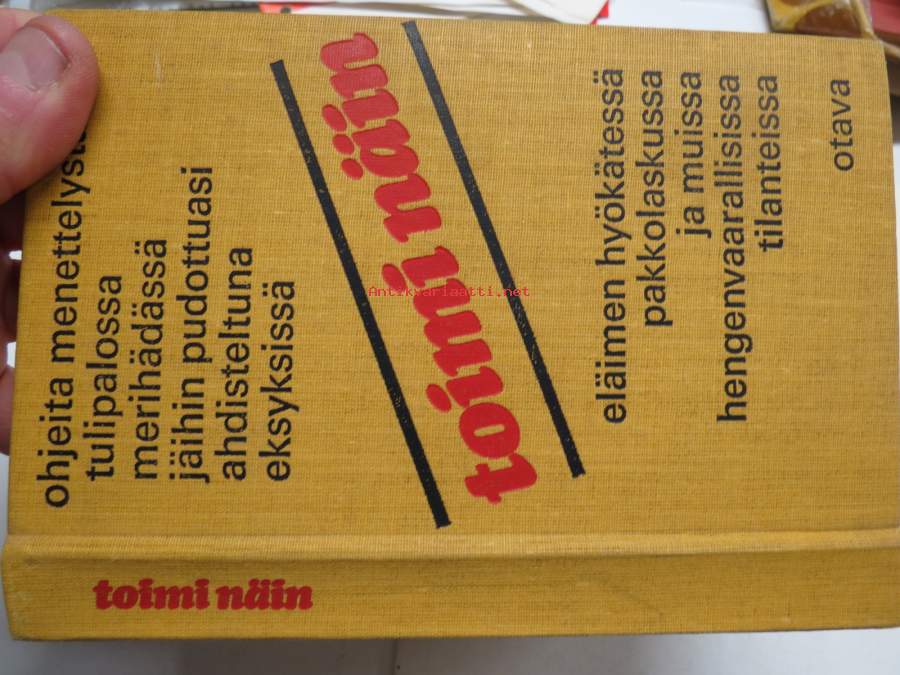 ohjeita menettelystä
tulipalossa
merihädässä
jäihin pudottuasi
ahdisteltuna
eksyksissä
toimi näin
eläimen hyökätessä
pakkolaskussa
ja muissa
hengenvaarallisissa
tilanteissa
otava
toimi näin
Antikvariaatti.net